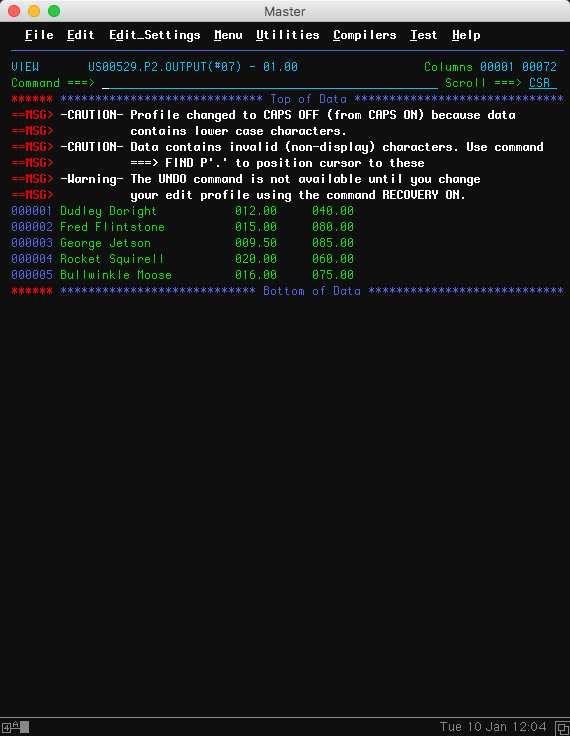 Master
File Edit Edit_Settings Menu Utilities Compilers Test Help
VIEW US00529.P2.OUTPUT(#07) - 01.00 Columns 00001 00072
Command ===> _ Scroll ===> CSR
****** ***************************** Top of Data ******************************
==MSG> -CAUTION- Profile changed to CAPS OFF (from CAPS ON) because data
==MSG> contains lower case characters.
==MSG> -CAUTION- Data contains invalid (non-display) characters. Use command
==MSG> ===> FIND P'.' to position cursor to these
==MSG> -Warning- The UNDO command is not available until you change
==MSG> your edit profile using the command RECOVERY ON.
000001 Dudley Doright 012.00 040.00
000002 Fred Flintstone 015.00 080.00
000003 George Jetson 009.50 085.00
000004 Rocket Squirell 020.00 060.00
000005 Bullwinkle Moose 016.00 075.00
****** **************************** Bottom of Data ****************************
4 A Tue 10 Jan 12:04